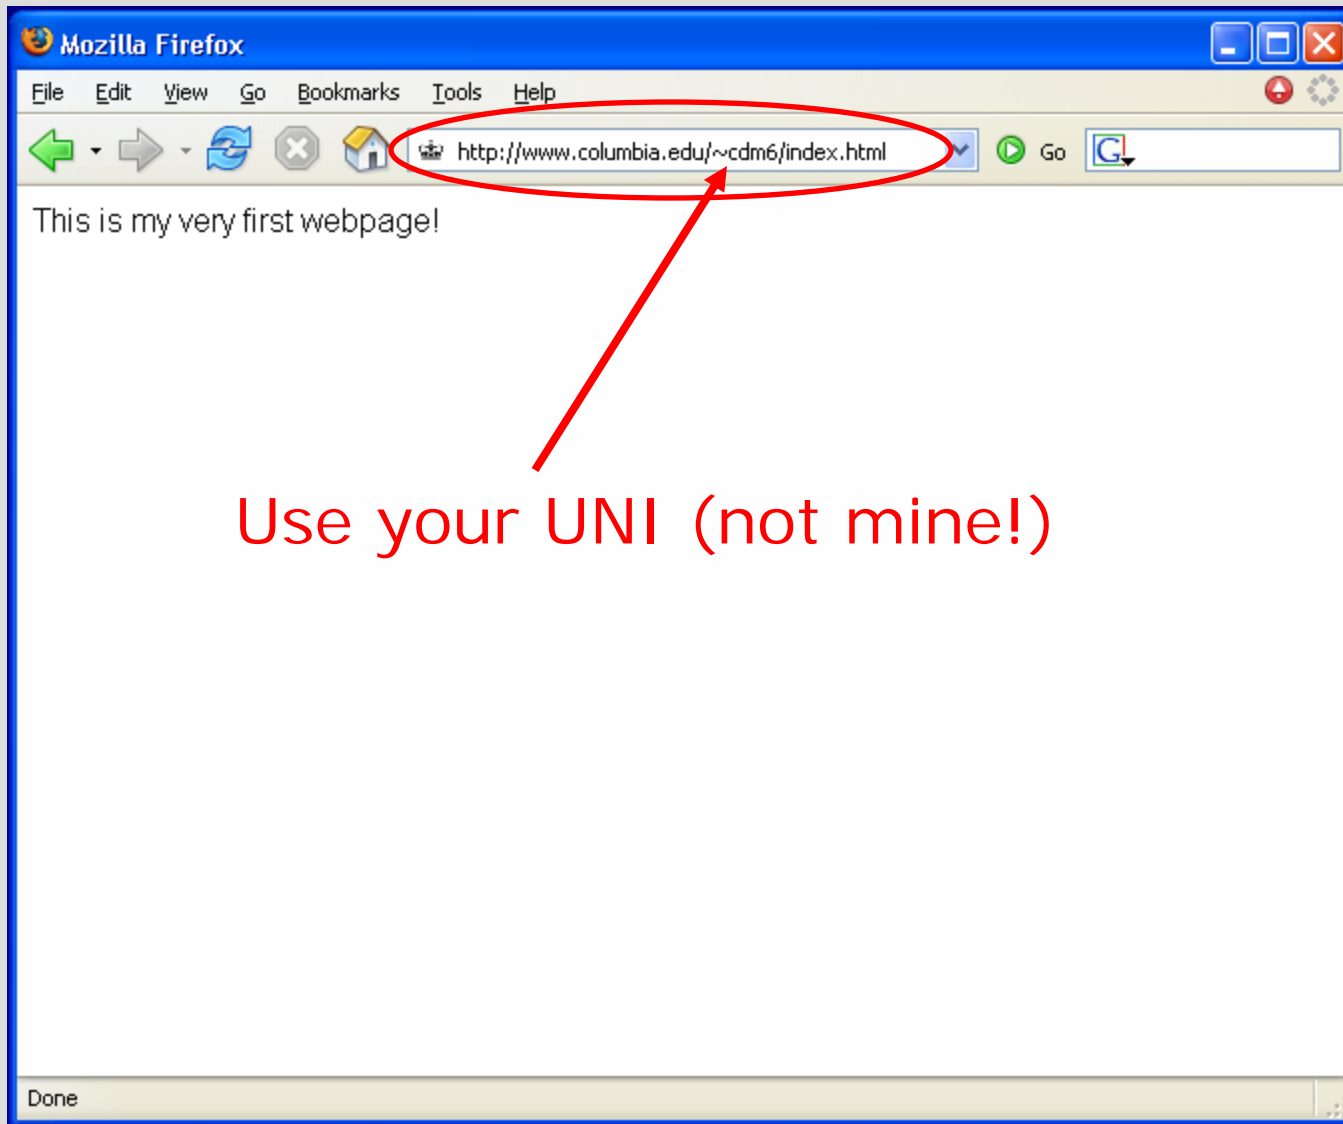 Mozilla Firefox
File Edit View Go Bookmarks Tools Help
http://www.columbia.edu/~cdm6/index.html Go G
This is my very first webpage!
Use your UNI (not mine!)
Done